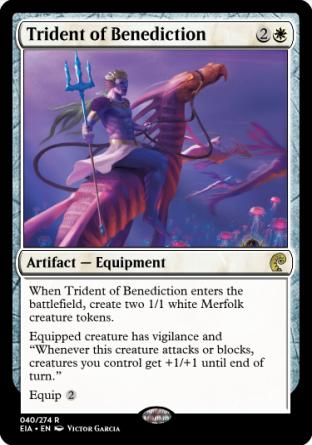 Trident of Benediction 2
Artifact — Equipment
When Trident of Benediction enters the
battlefield, create two 1/1 white Merfolk
creature tokens.
Equipped creature has vigilance and
“Whenever this creature attacks or blocks,
creatures you control get +1/+1 until end of
turn.”
Equip 2
040/274 R
EIA • EN VICTOR GARCIA